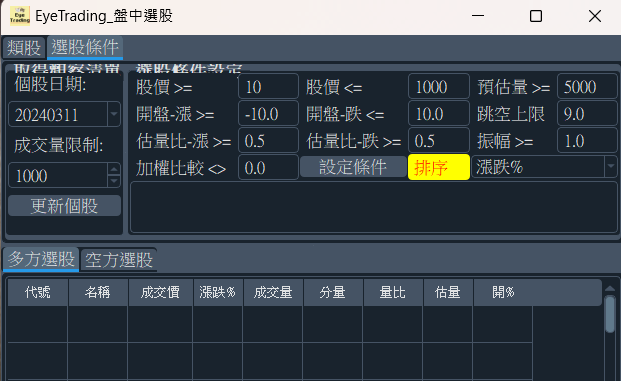 Eye Trading EyeTrading_盤中選股
類股 選股條件
取得觀察清單 選股條件設定
個股日期: 股價 >= 10 股價 <= 1000 預估量 >= 5000
20240311 開盤-漲 >= -10.0 開盤-跌 <= 10.0 跳空上限 9.0
成交量限制: 估量比-漲 >= 0.5 估量比-跌 >= 0.5 振幅 >= 1.0
1000 加權比較 <> 0.0 設定條件 排序 漲跌%
更新個股
多方選股 空方選股
代號 名稱 成交價 漲跌% 成交量 分量 量比 估量 開%